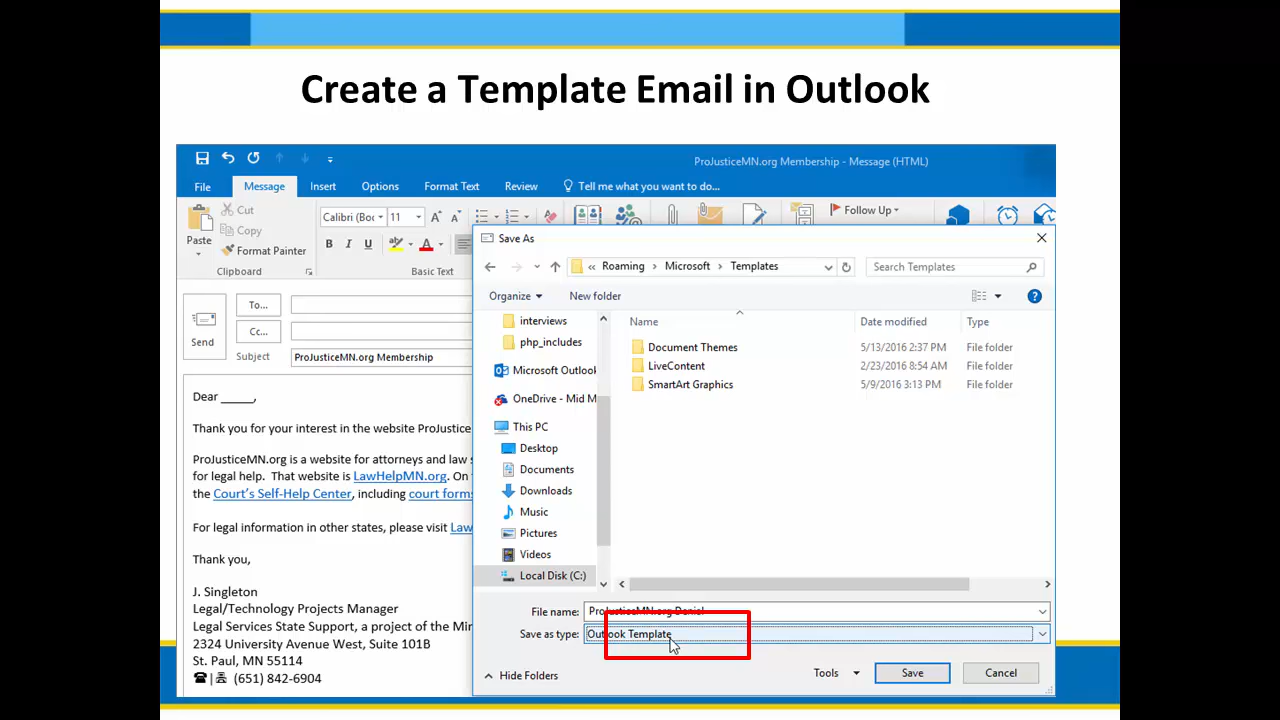 Create a Template Email in Outlook
ProJusticeMN.org Membership - Message (HTML)
File Message Insert Options Format Text Review Tell me what you want to do...
Cut
Copy
Paste
Format Painter
Clipboard
Calibri (Boc 11
B I U
Basic Text
Follow Up
To...
Cc...
Send
Subject ProJusticeMN.org Membership
Dear _____,
Thank you for your interest in the website ProJustice
ProJusticeMN.org is a website for attorneys and law s
for legal help. That website is LawHelpMN.org. On
the Court's Self-Help Center, including court forms
For legal information in other states, please visit Law
Thank you,
J. Singleton
Legal/Technology Projects Manager
Legal Services State Support, a project of the Min
2324 University Avenue West, Suite 101B
St. Paul, MN 55114
(651) 842-6904
Save As
« Roaming > Microsoft > Templates
Search Templates
Organize New folder
interviews
php_includes
Microsoft Outlook
OneDrive - Mid M
This PC
Desktop
Documents
Downloads
Music
Pictures
Videos
Local Disk (C:)
Name Date modified Type
Document Themes 5/13/2016 2:37 PM File folder
LiveContent 2/23/2016 8:54 AM File folder
SmartArt Graphics 5/9/2016 3:13 PM File folder
File name: ProJusticeMN.org Daniel
Save as type: Outlook Template
Hide Folders
Tools Save Cancel